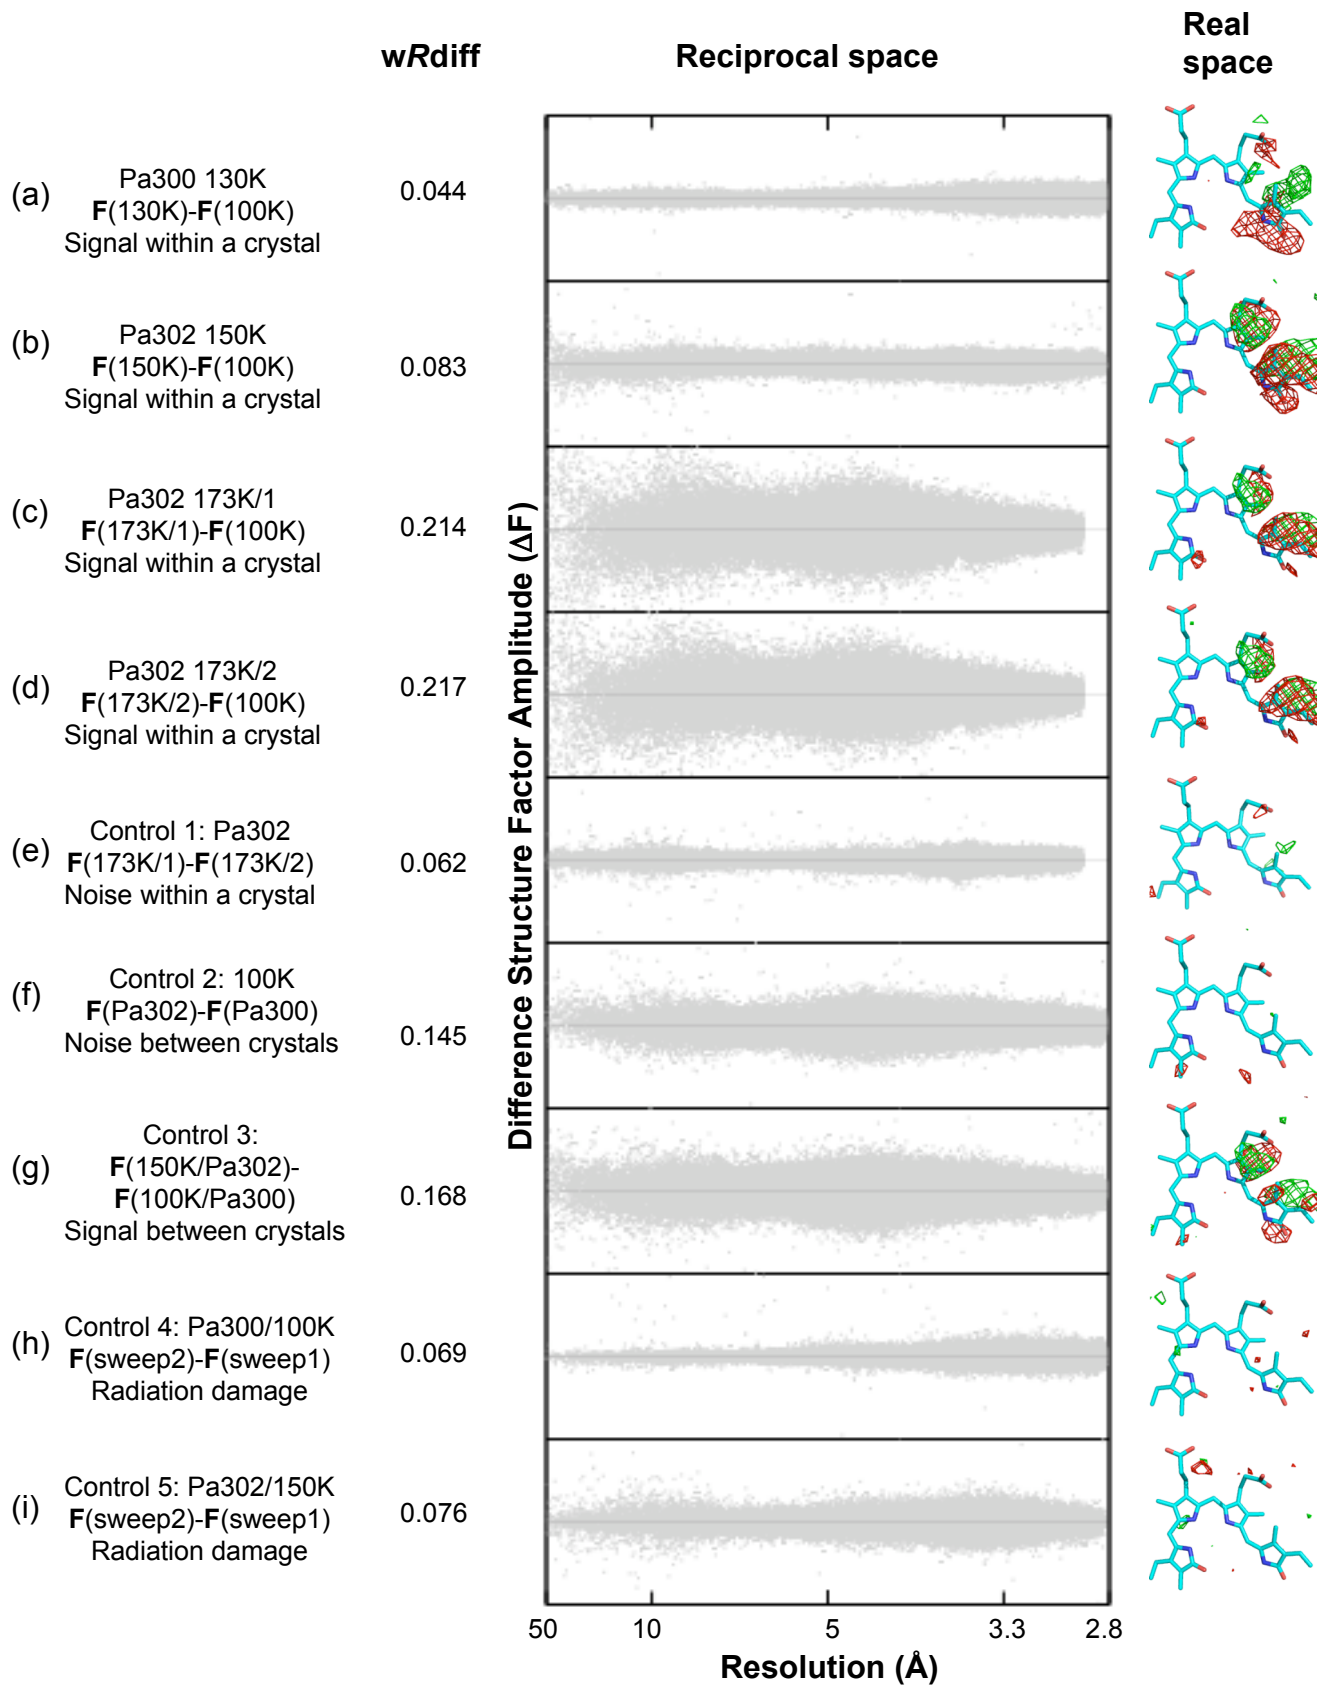 wRdiff
Reciprocal space
Real
space
(a)
Pa300 130K
F(130K)-F(100K)
Signal within a crystal
0.044
(b)
Pa302 150K
F(150K)-F(100K)
Signal within a crystal
0.083
(c)
Pa302 173K/1
F(173K/1)-F(100K)
Signal within a crystal
0.214
(d)
Pa302 173K/2
F(173K/2)-F(100K)
Signal within a crystal
0.217
(e)
Control 1: Pa302
F(173K/1)-F(173K/2)
Noise within a crystal
0.062
(f)
Control 2: 100K
F(Pa302)-F(Pa300)
Noise between crystals
0.145
(g)
Control 3:
F(150K/Pa302)-
F(100K/Pa300)
Signal between crystals
0.168
(h)
Control 4: Pa300/100K
F(sweep2)-F(sweep1)
Radiation damage
0.069
(i)
Control 5: Pa302/150K
F(sweep2)-F(sweep1)
Radiation damage
0.076
Difference Structure Factor Amplitude (ΔF)
50 10 5 3.3 2.8
Resolution (Å)